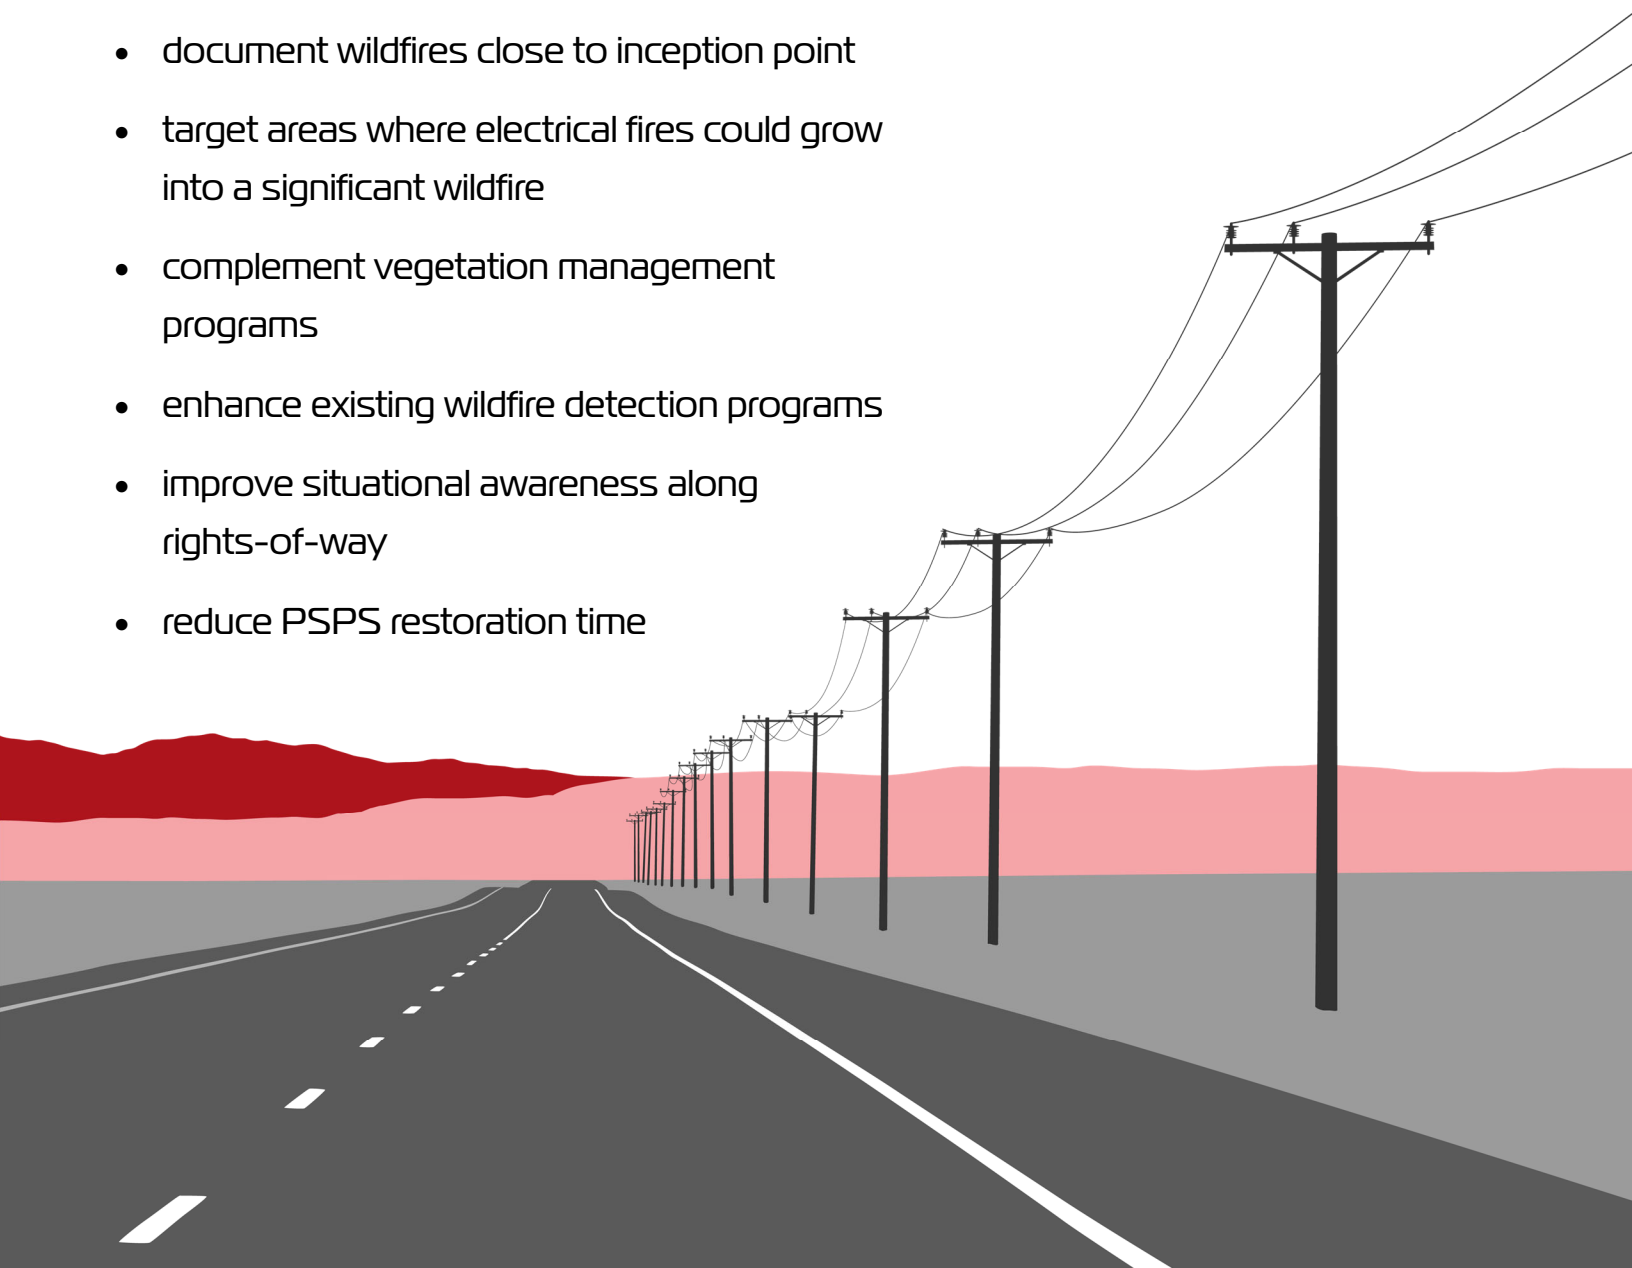 • document wildfires close to inception point
• target areas where electrical fires could grow
into a significant wildfire
• complement vegetation management
programs
• enhance existing wildfire detection programs
• improve situational awareness along
rights-of-way
• reduce PSPS restoration time